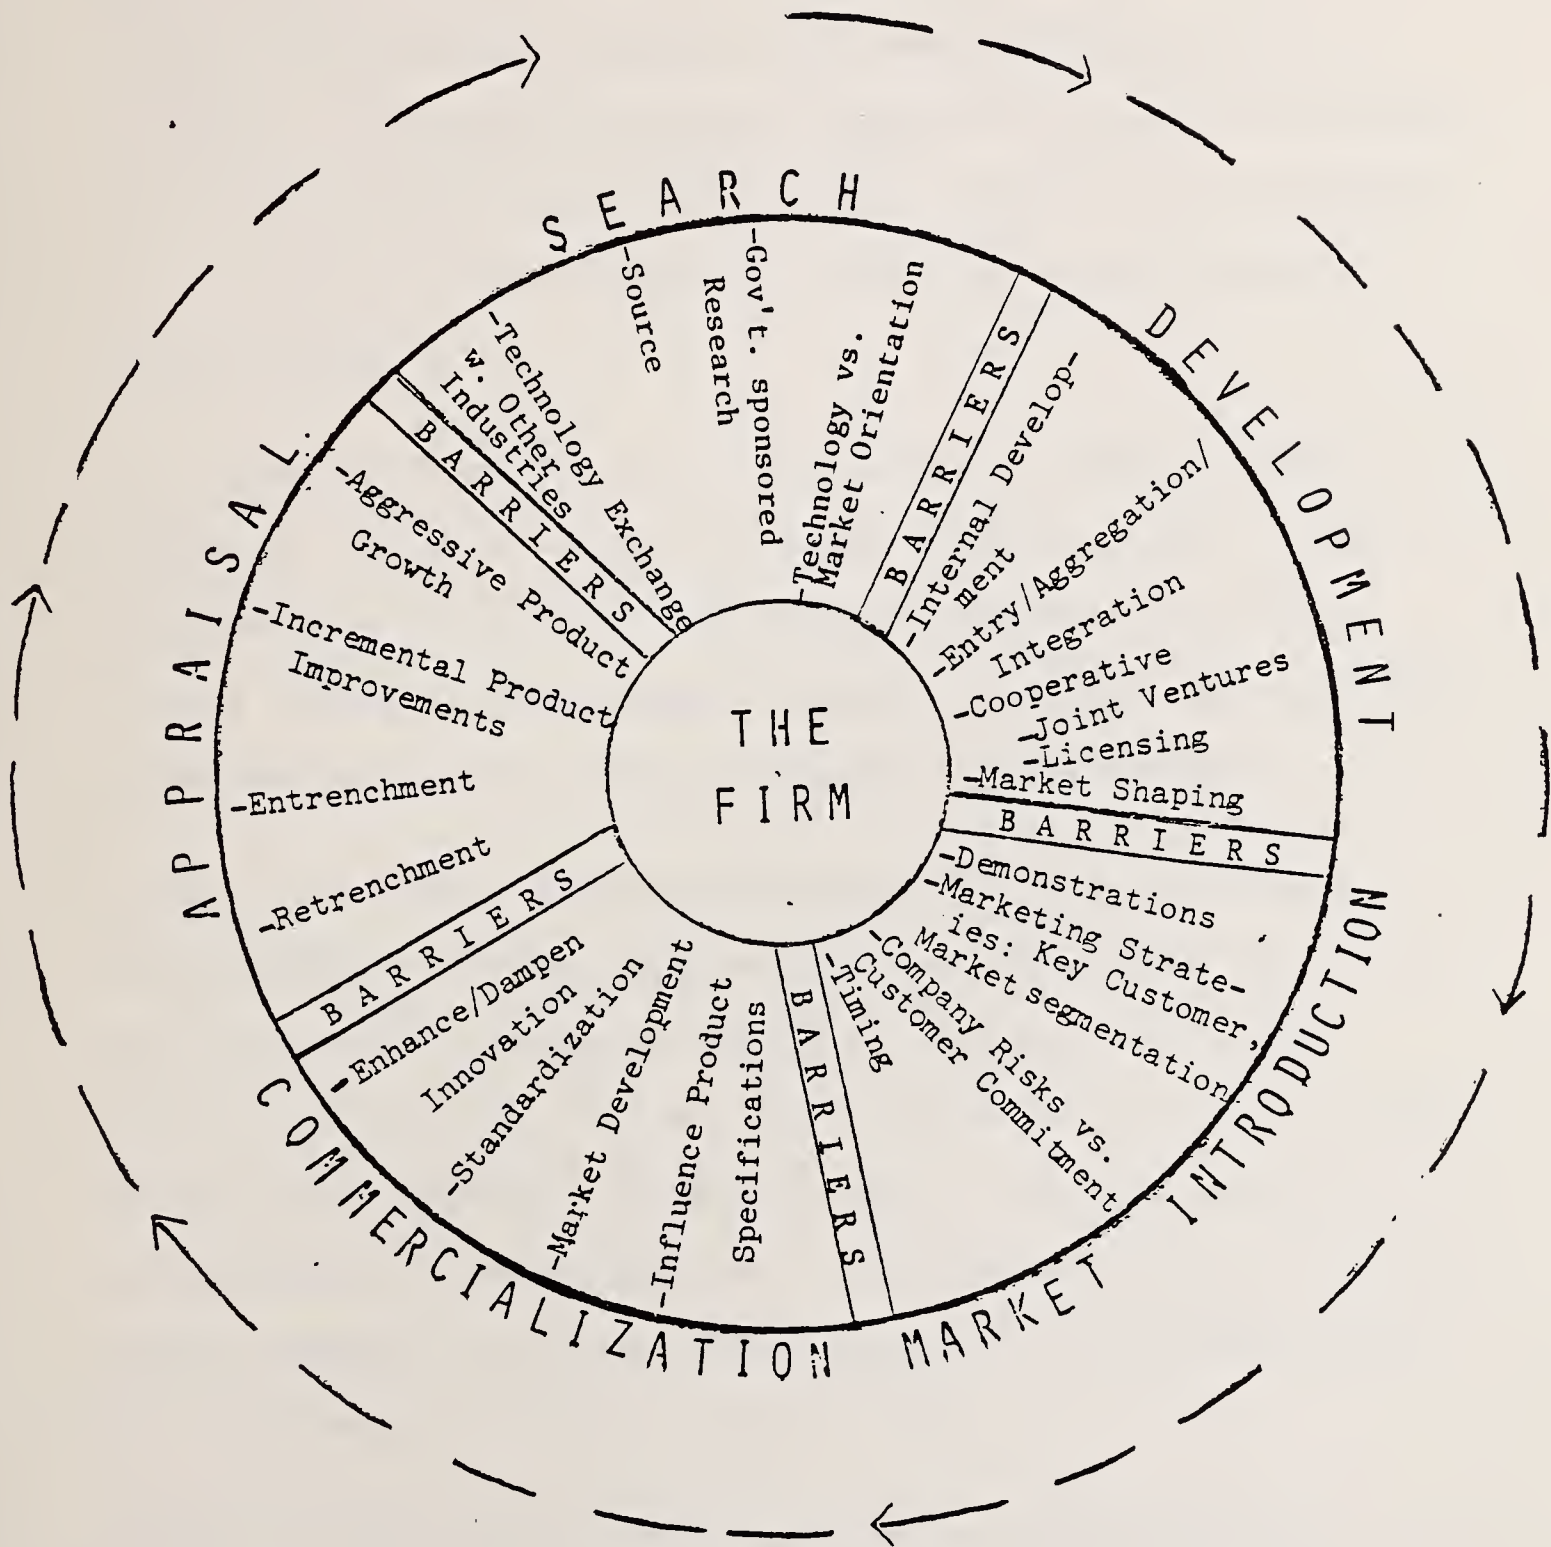 SEARCH
-Technology Exchange
w. Other
Industries
-Source
-Gov't. sponsored
Research
-Technology vs.
Market Orientation
BARRIERS
DEVELOPMENT
-Internal Develop-
ment
-Entry/Aggregation/
Integration
-Cooperative
-Joint Ventures
-Licensing
-Market Shaping
BARRIERS
MARKET INTRODUCTION
-Demonstrations
-Marketing Strate-
ies: Key Customer,
Market segmentation
-Company Risks vs.
Customer Commitment
-Timing
BARRIERS
COMMERCIALIZATION
-Influence Product
Specifications
-Market Development
-Standardization
-Enhance/Dampen
Innovation
BARRIERS
APPRAISAL
-Retrenchment
-Entrenchment
-Incremental Product
Improvements
-Aggressive Product
Growth
BARRIERS
THE
FIRM